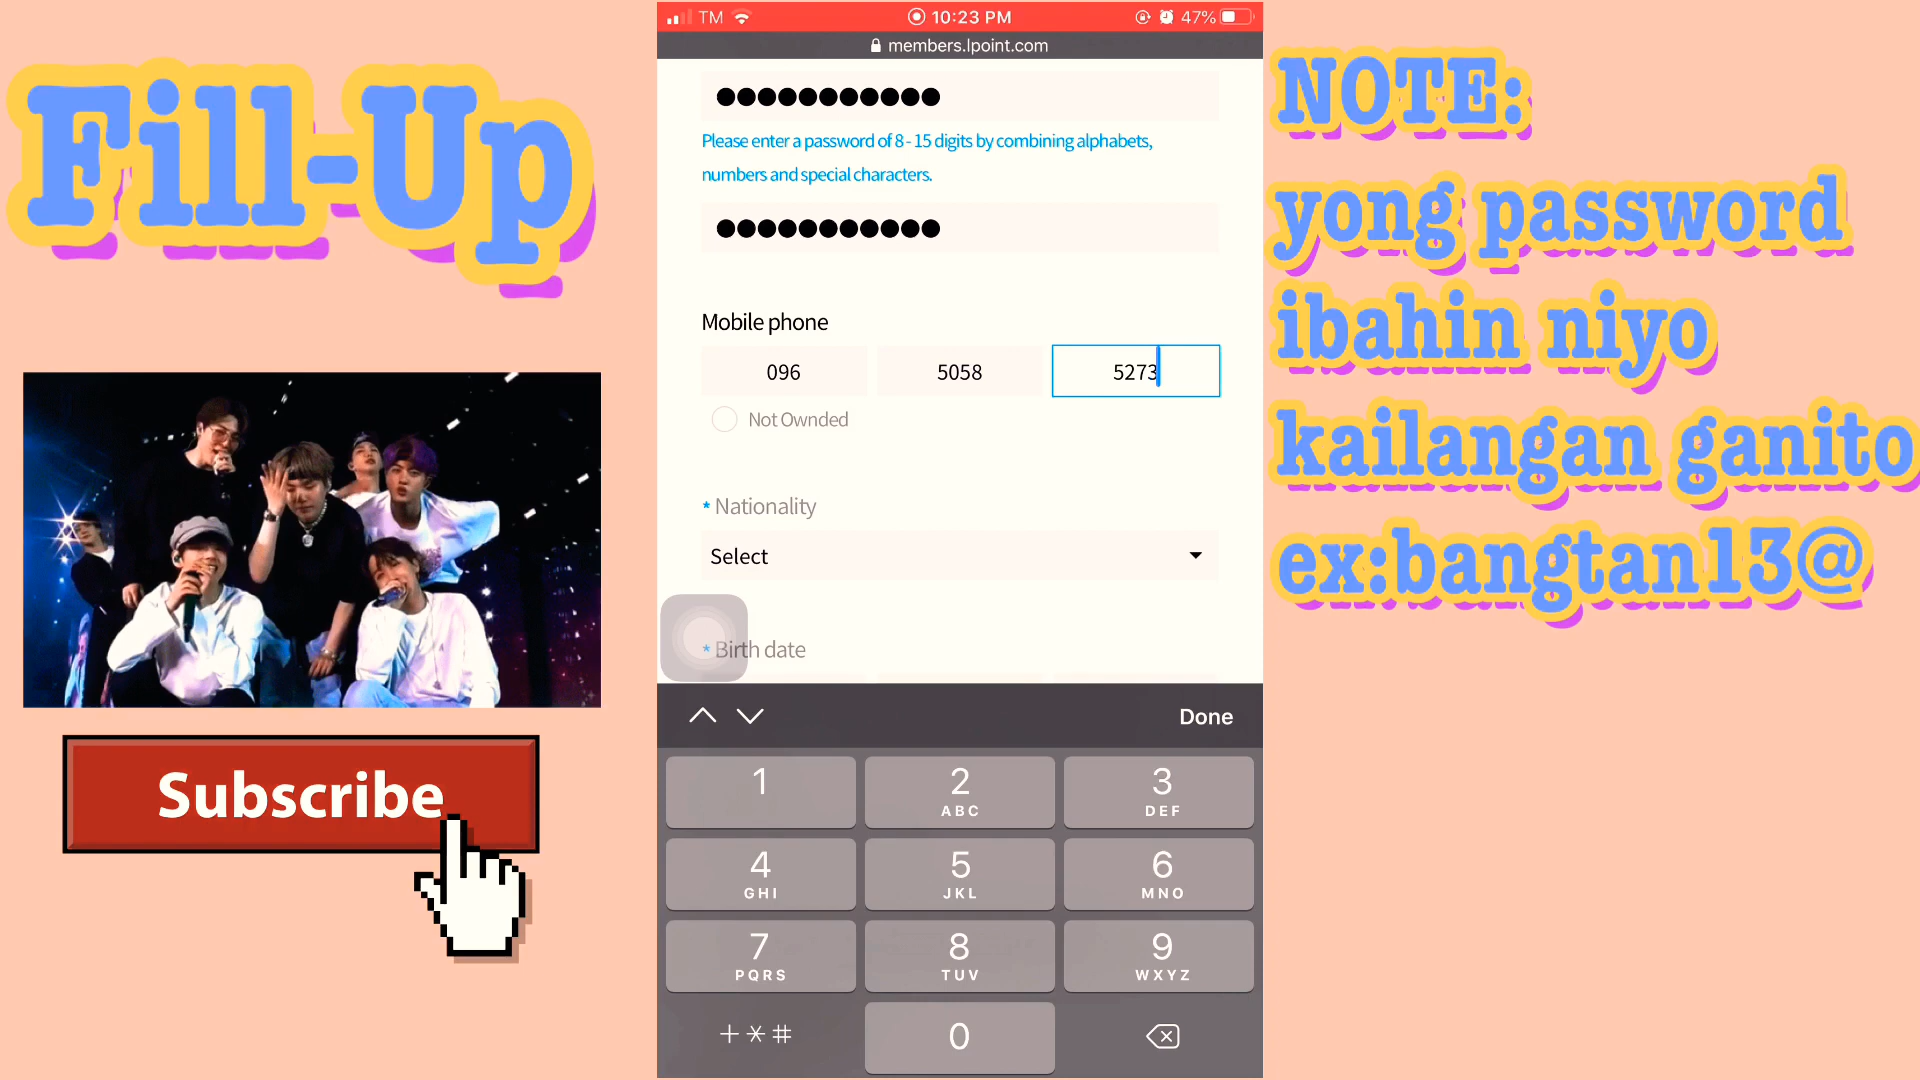 Fill-Up
Subscribe
TM
10:23 PM
47%
members.lpoint.com
●●●●●●●●●●●
Please enter a password of 8 - 15 digits by combining alphabets,
numbers and special characters.
●●●●●●●●●●●
Mobile phone
096 5058 5273
Not Ownded
* Nationality
Select
* Birth date
Done
1 2 3
ABC DEF
4 5 6
GHI JKL MNO
7 8 9
PQRS TUV WXYZ
+*# 0
NOTE:
yong password
ibahin niyo
kailangan ganito
ex:bangtan13@